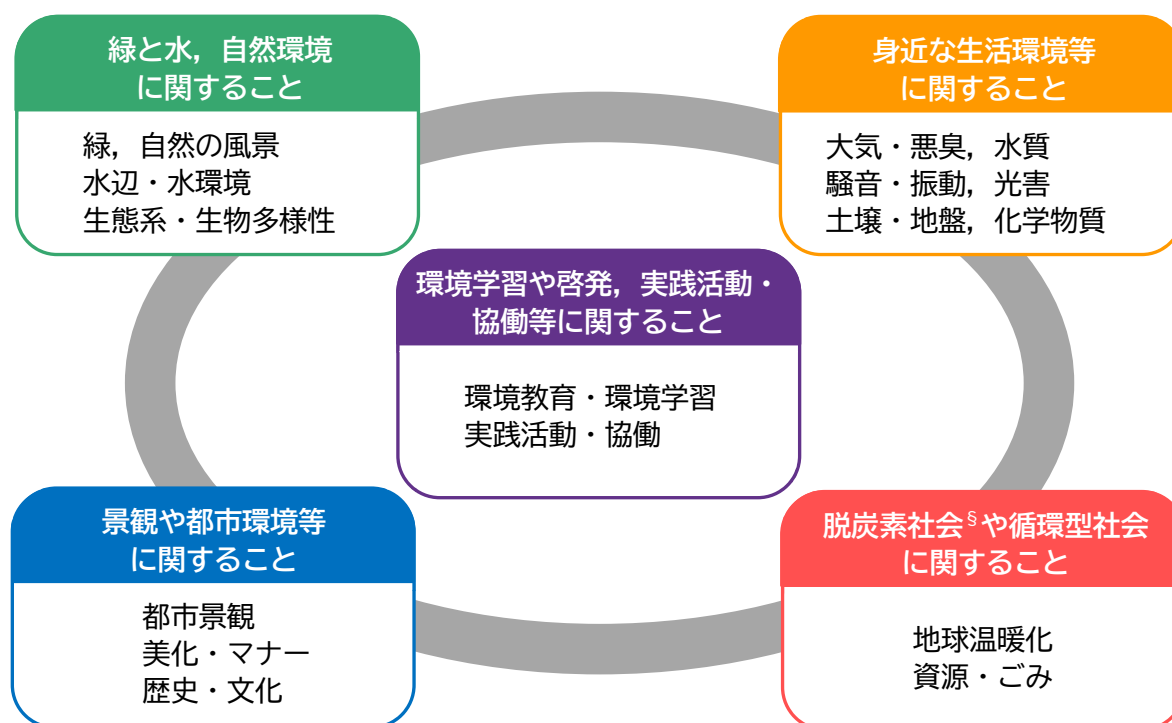 緑と水，自然環境
に関すること
緑，自然の風景
水辺・水環境
生態系・生物多様性
身近な生活環境等
に関すること
大気・悪臭，水質
騒音・振動，光害
土壌・地盤，化学物質
環境学習や啓発，実践活動・
協働等に関すること
環境教育・環境学習
実践活動・協働
景観や都市環境等
に関すること
都市景観
美化・マナー
歴史・文化
脱炭素社会§や循環型社会
に関すること
地球温暖化
資源・ごみ